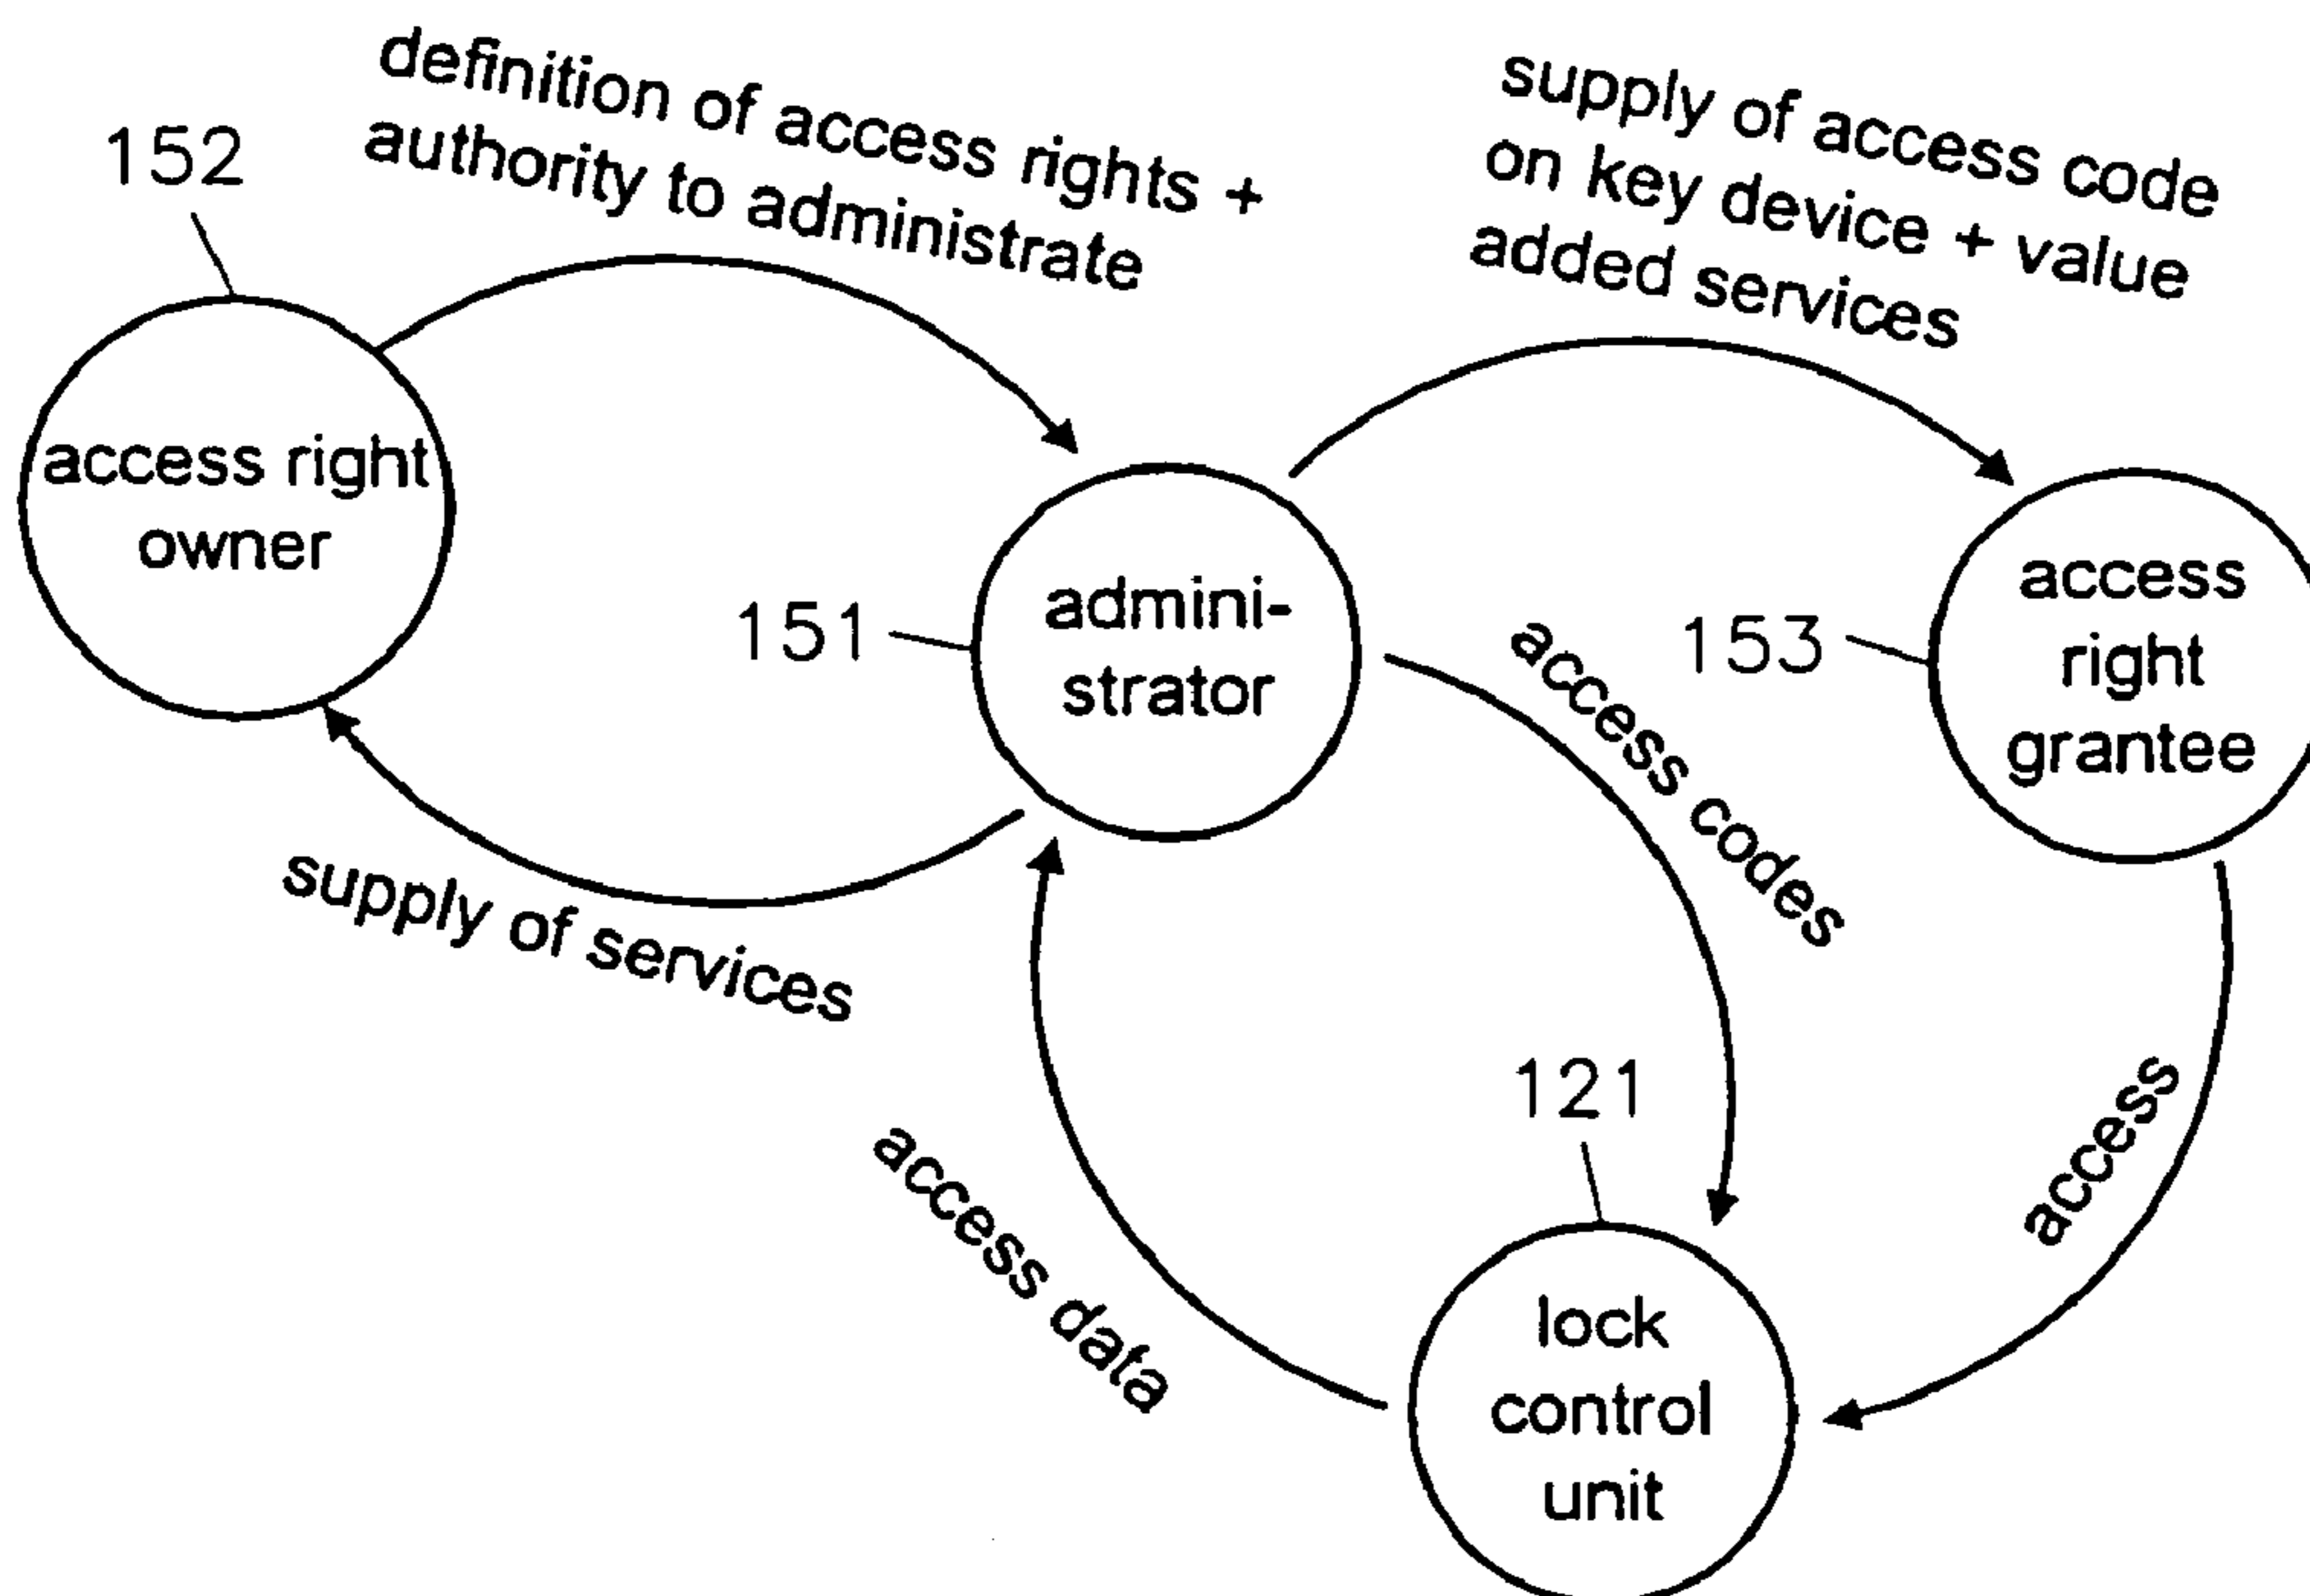 definition of access rights +
authority to administrate
supply of access code
on key device + value
added services
152
access right
owner
151
admini-
strator
153
access
right
grantee
access codes
supply of services
121
access data
access
lock
control
unit